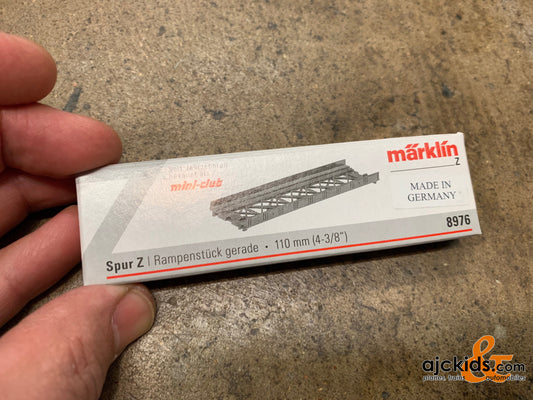 märklin
Z
mini-club
MADE IN
GERMANY
8976
Spur Z | Rampenstück gerade • 110 mm (4-3/8")
ajckids.com